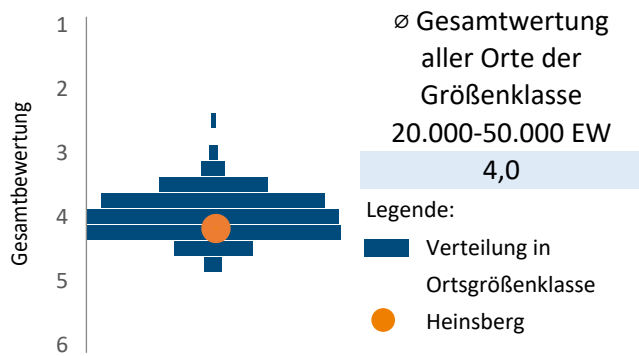 Gesamtbewertung
1
2
3
4
5
6
⌀ Gesamtwertung
aller Orte der
Größenklasse
20.000-50.000 EW
4,0
Legende:
Verteilung in
Ortsgrößenklasse
Heinsberg